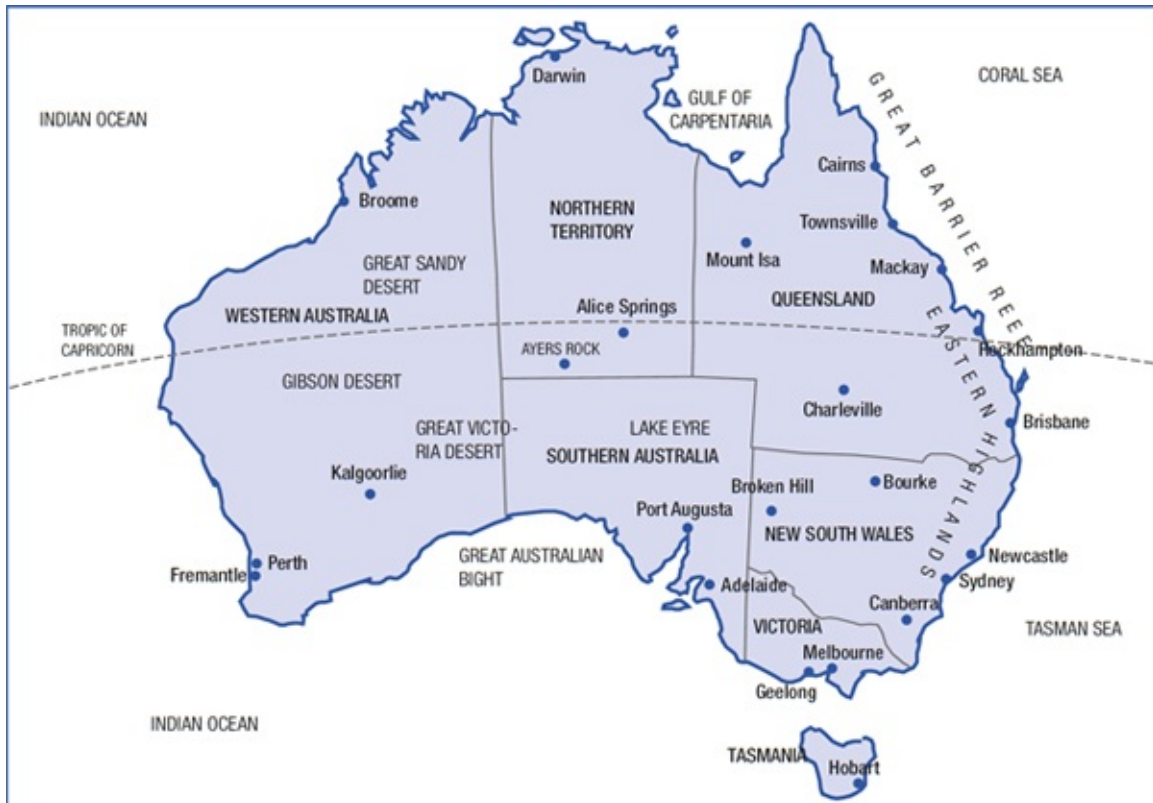 Darwin
CORAL SEA
GULF OF
CARPENTARIA
INDIAN OCEAN
GREAT BARRIER REEF
Cairns
Broome
NORTHERN
TERRITORY
Townsville
Mount Isa
Mackay
GREAT SANDY
DESERT
QUEENSLAND
Alice Springs
WESTERN AUSTRALIA
TROPIC OF
CAPRICORN
AYERS ROCK
Rockhampton
EASTERN HIGHLANDS
GIBSON DESERT
Charleville
Brisbane
GREAT VICTO-
RIA DESERT
LAKE EYRE
SOUTHERN AUSTRALIA
Kalgoorlie
Broken Hill
Bourke
Port Augusta
NEW SOUTH WALES
GREAT AUSTRALIAN
BIGHT
Newcastle
Perth
Fremantle
Sydney
Adelaide
Canberra
VICTORIA
TASMAN SEA
Melbourne
Geelong
INDIAN OCEAN
TASMANIA
Hobart